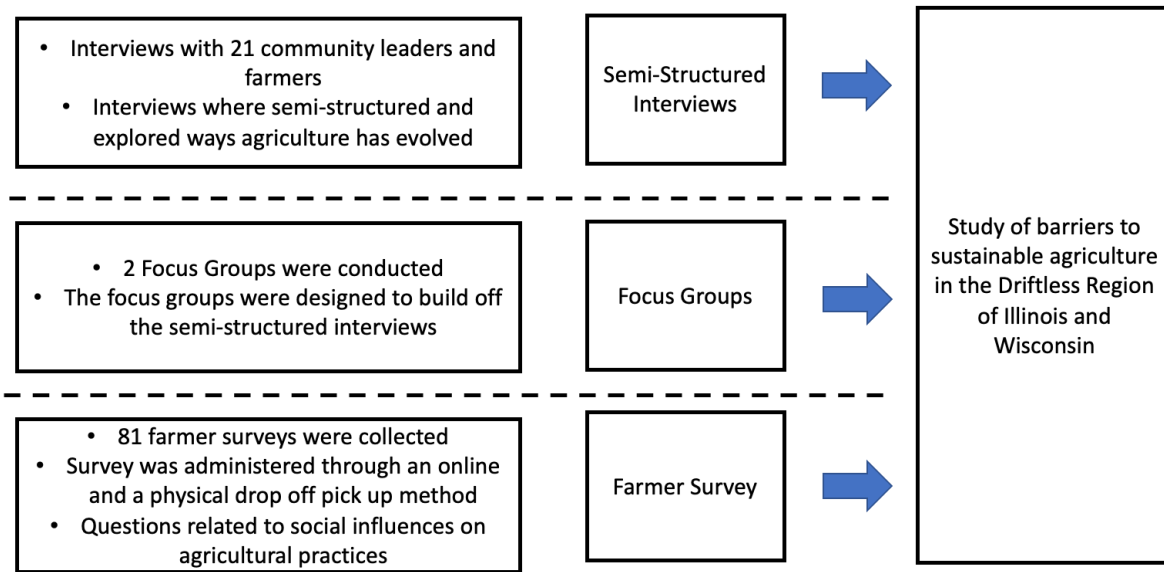 • Interviews with 21 community leaders and
farmers
• Interviews where semi-structured and
explored ways agriculture has evolved
Semi-Structured
Interviews
• 2 Focus Groups were conducted
• The focus groups were designed to build off
the semi-structured interviews
Focus Groups
• 81 farmer surveys were collected
• Survey was administered through an online
and a physical drop off pick up method
• Questions related to social influences on
agricultural practices
Farmer Survey
Study of barriers to
sustainable agriculture
in the Driftless Region
of Illinois and
Wisconsin